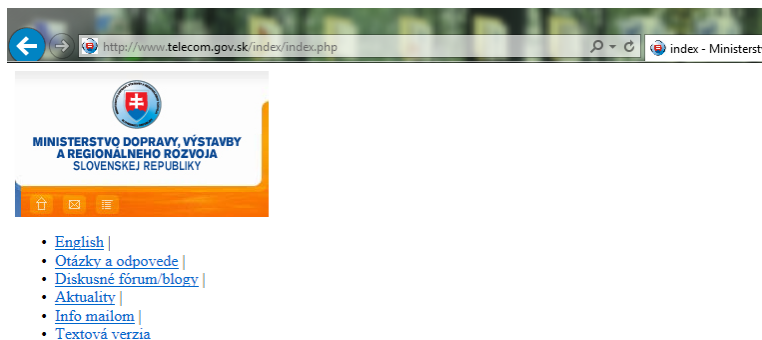 http://www.telecom.gov.sk/index/index.php
index - Ministerst
MINISTERSTVO DOPRAVY, VÝSTAVBY
A REGIONÁLNEHO ROZVOJA
SLOVENSKEJ REPUBLIKY
• English |
• Otázky a odpovede |
• Diskusné fórum/blogy |
• Aktuality |
• Info mailom |
• Textová verzia